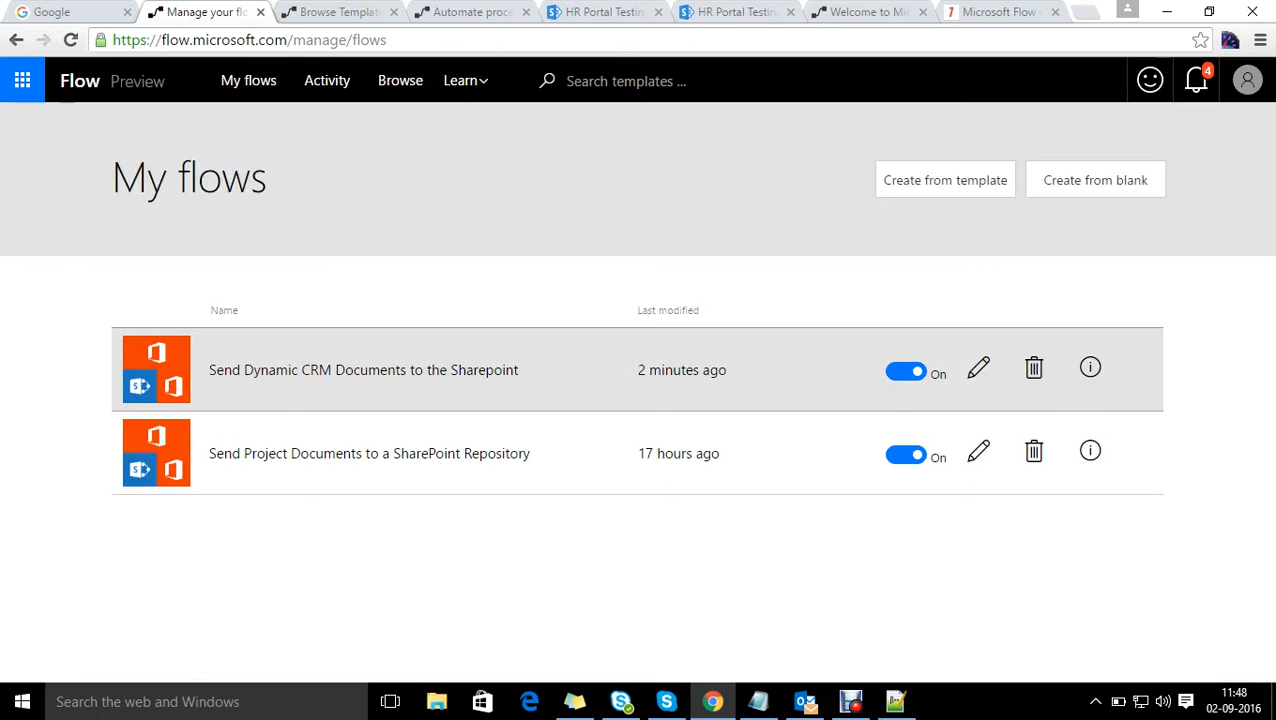 Google
Manage your fl
Browse Templat
Automate proce
HR Portal Testin
HR Portal Testin
Welcome to Mic
Microsoft Flow v
https://flow.microsoft.com/manage/flows
Flow Preview My flows Activity Browse Learn Search templates ... 4
My flows
Create from template Create from blank
Name Last modified
Send Dynamic CRM Documents to the Sharepoint 2 minutes ago On
Send Project Documents to a SharePoint Repository 17 hours ago On
Search the web and Windows
11:48
02-09-2016